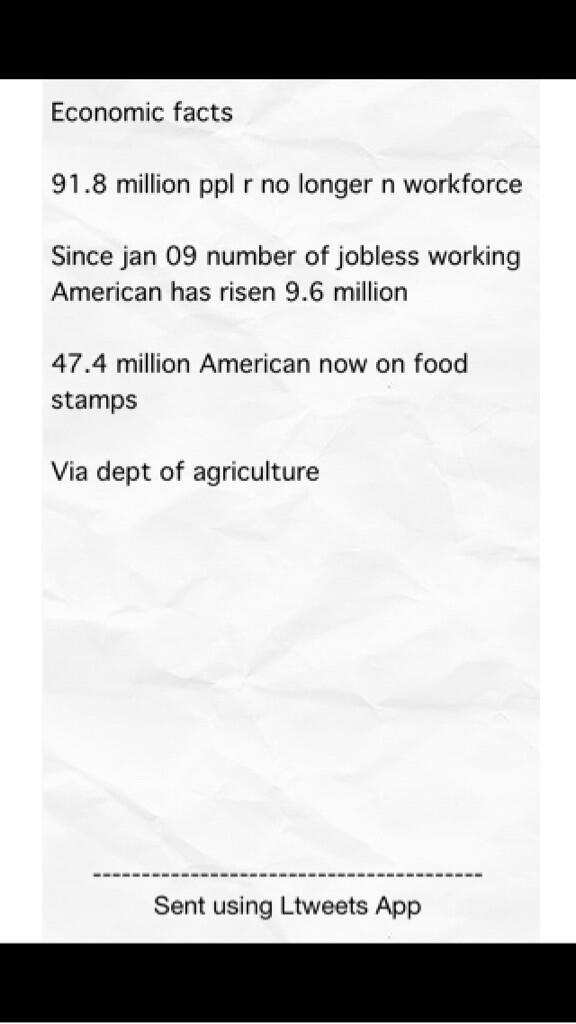 Economic facts
91.8 million ppl r no longer n workforce
Since jan 09 number of jobless working
American has risen 9.6 million
47.4 million American now on food
stamps
Via dept of agriculture
----------------------------------------
Sent using Ltweets App